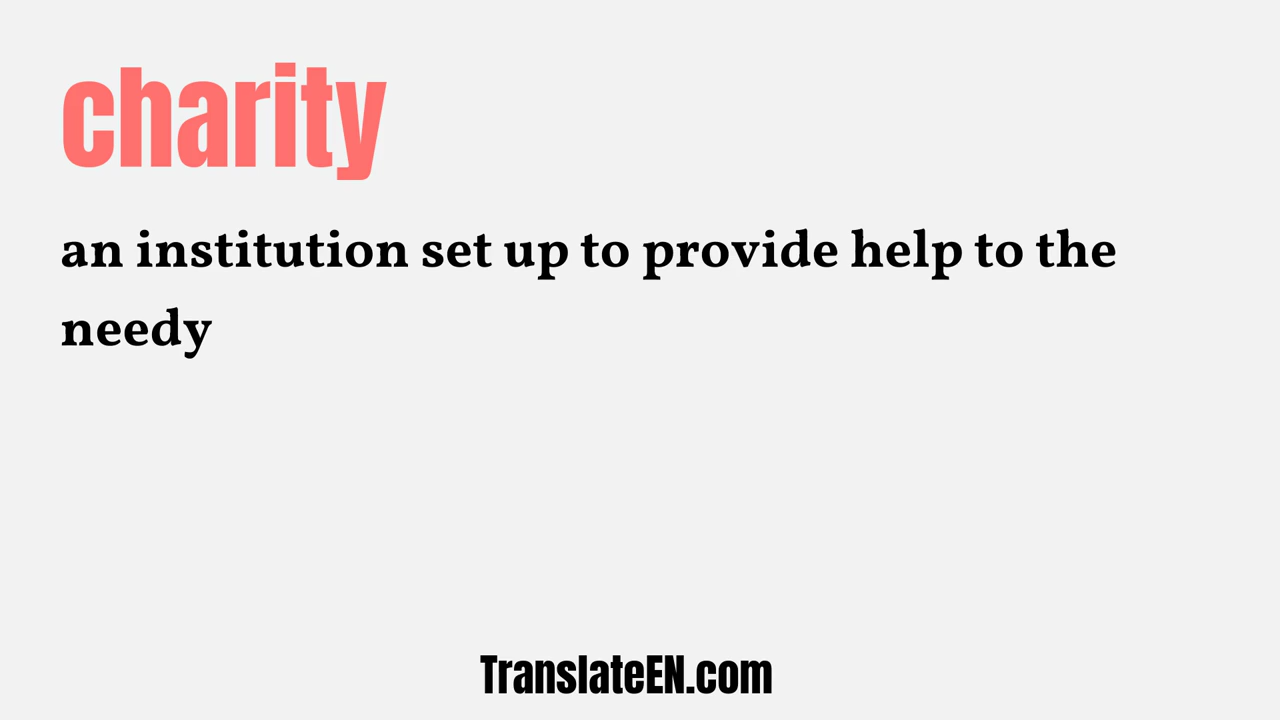 charity
an institution set up to provide help to the
needy
TranslateEN.com